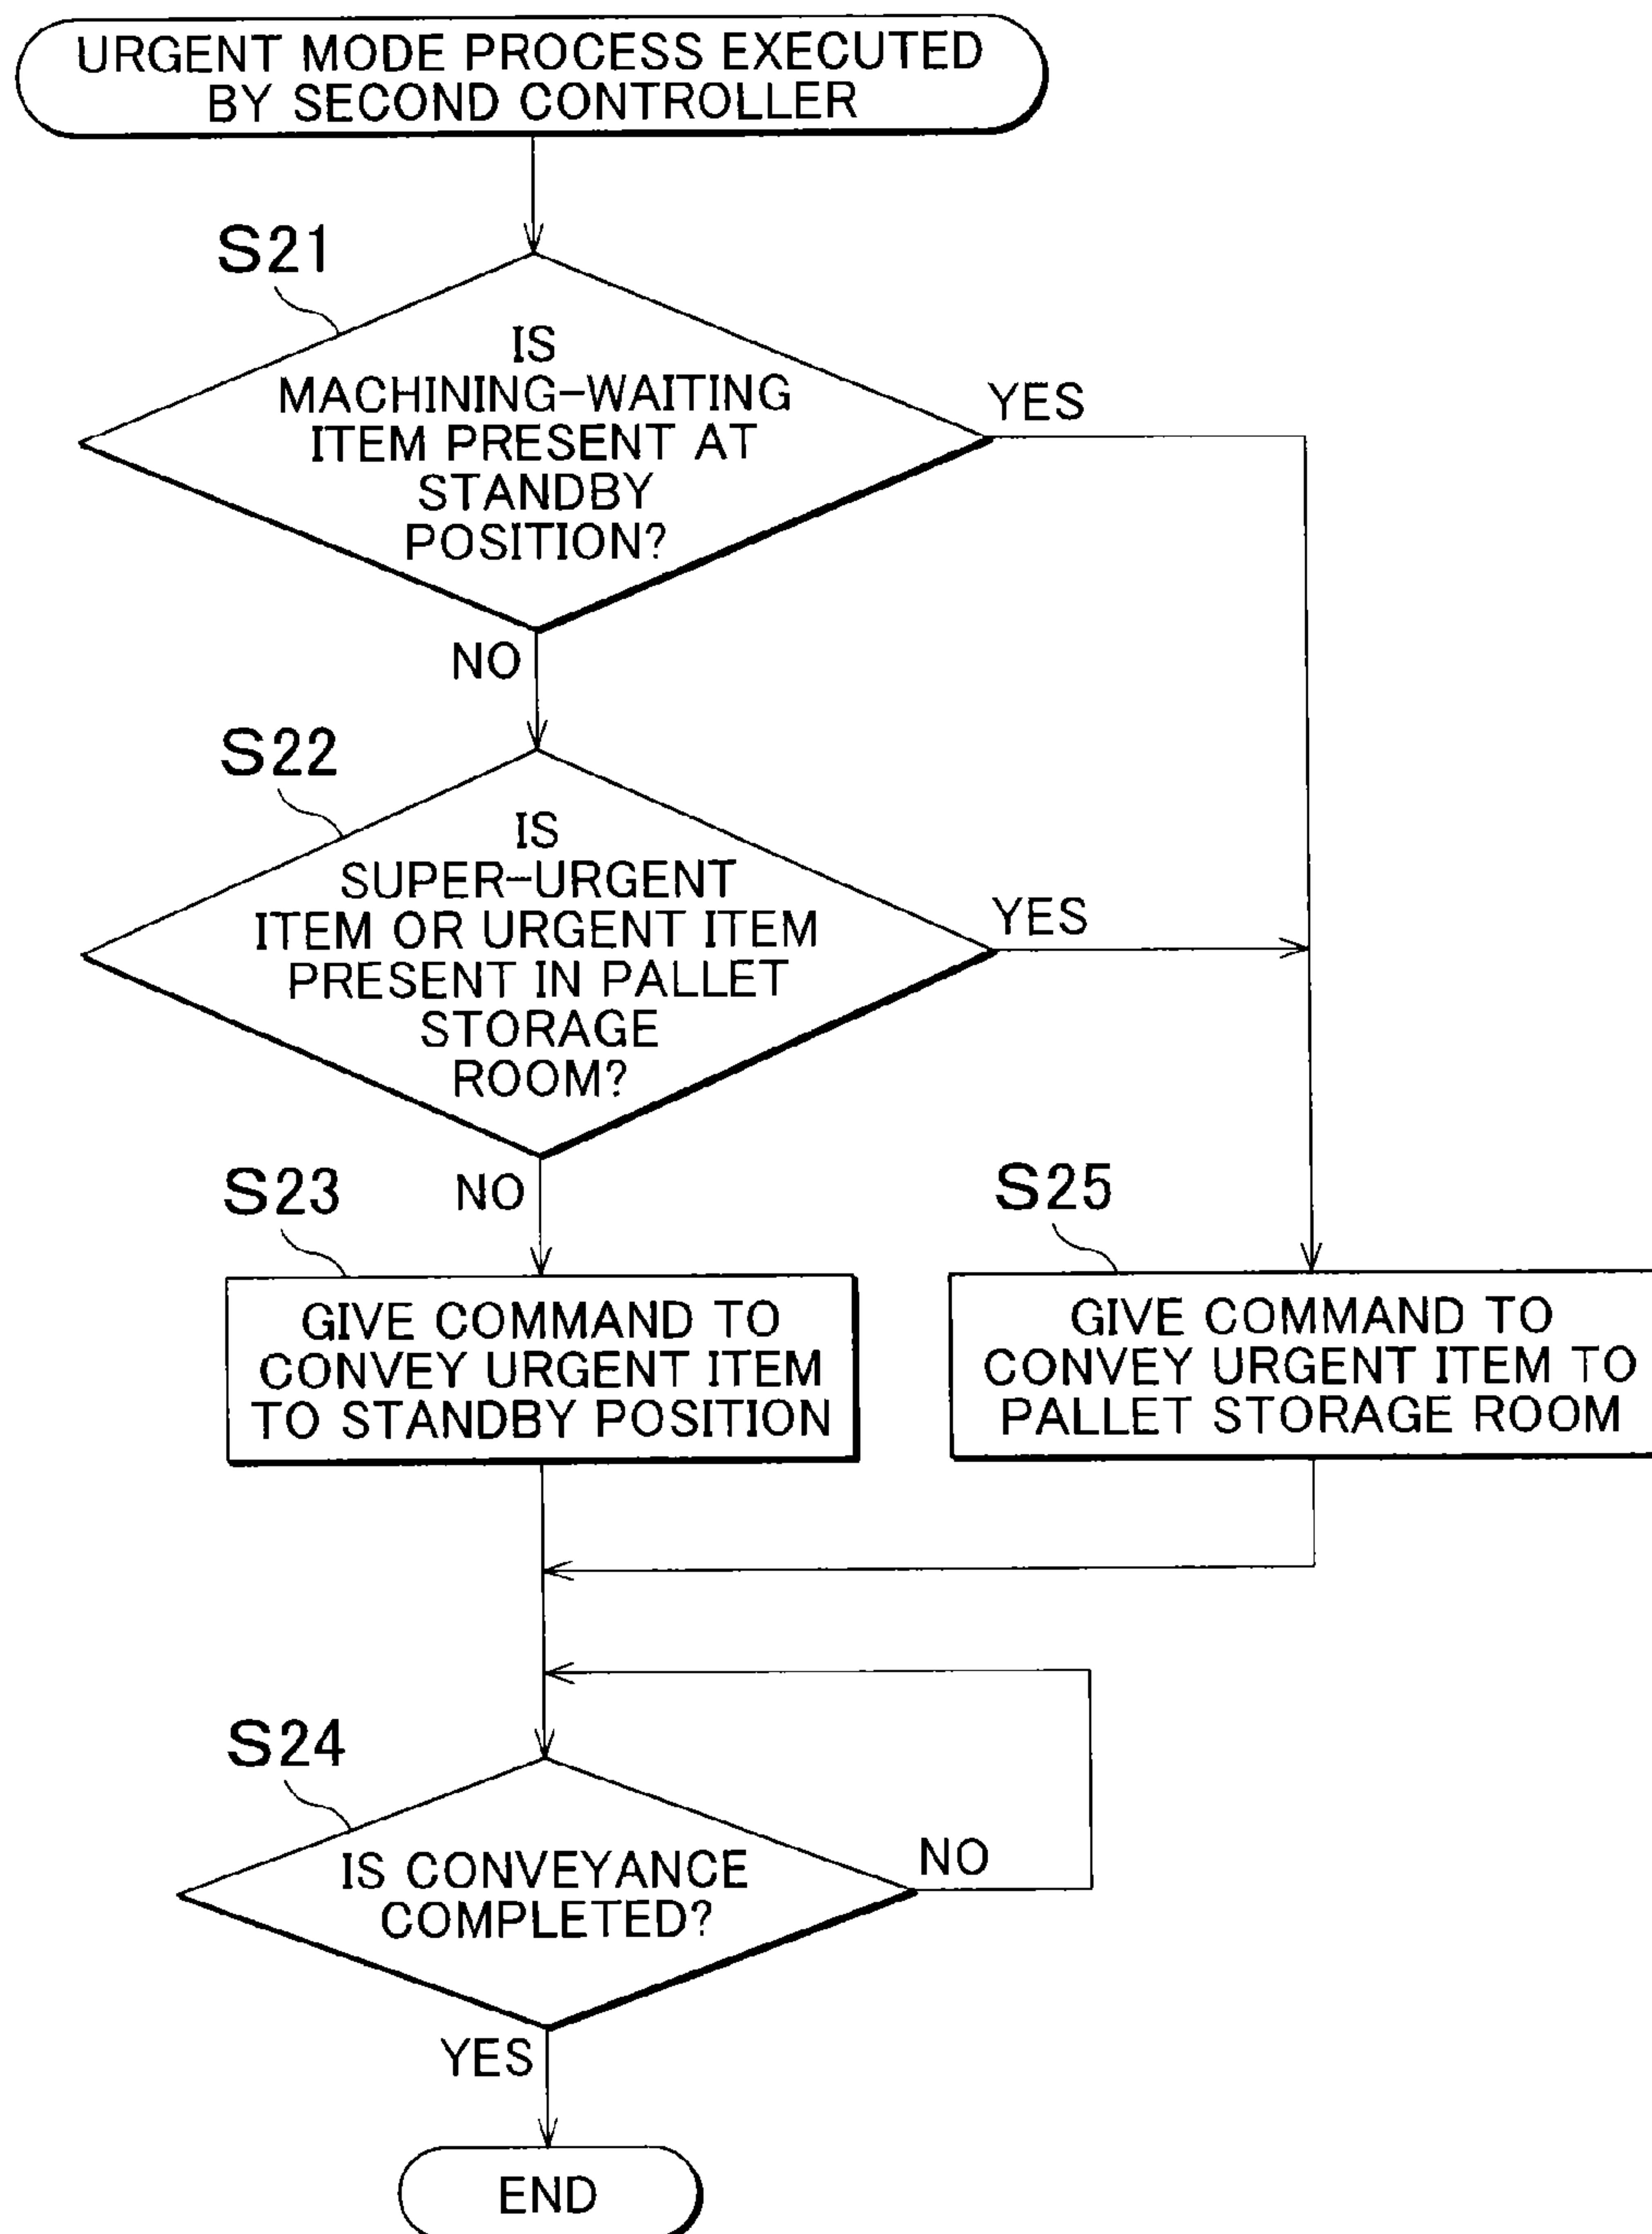 URGENT MODE PROCESS EXECUTED
BY SECOND CONTROLLER
S21
IS
MACHINING-WAITING
ITEM PRESENT AT
STANDBY
POSITION?
YES
NO
S22
IS
SUPER-URGENT
ITEM OR URGENT ITEM
PRESENT IN PALLET
STORAGE
ROOM?
YES
NO
S23
GIVE COMMAND TO
CONVEY URGENT ITEM
TO STANDBY POSITION
S25
GIVE COMMAND TO
CONVEY URGENT ITEM TO
PALLET STORAGE ROOM
S24
IS CONVEYANCE
COMPLETED?
NO
YES
END